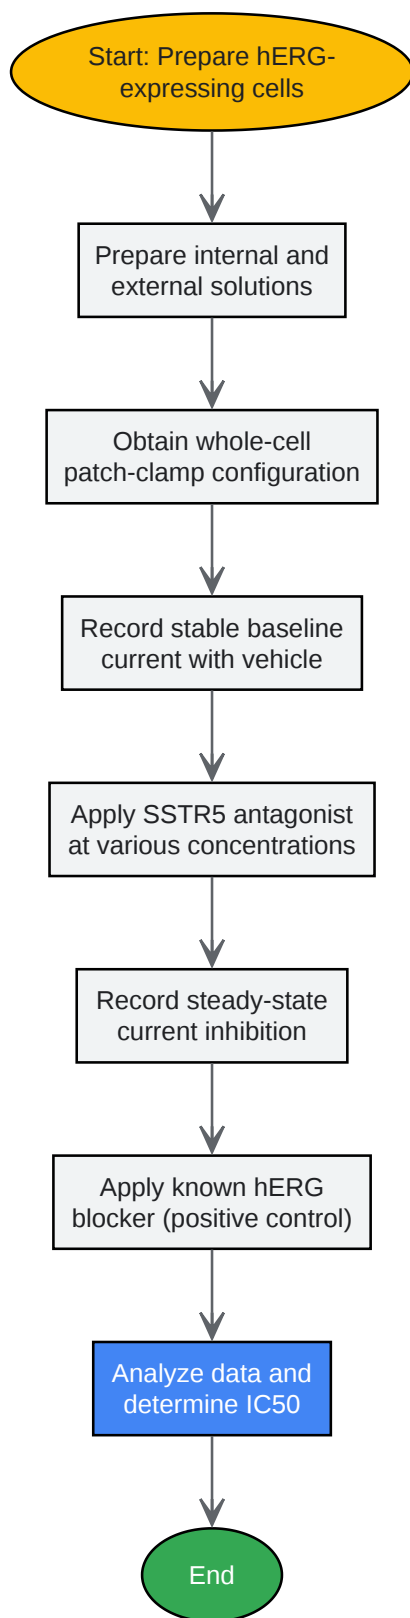 Start: Prepare hERG-
expressing cells
Prepare internal and
external solutions
Obtain whole-cell
patch-clamp configuration
Record stable baseline
current with vehicle
Apply SSTR5 antagonist
at various concentrations
Record steady-state
current inhibition
Apply known hERG
blocker (positive control)
Analyze data and
determine IC50
End